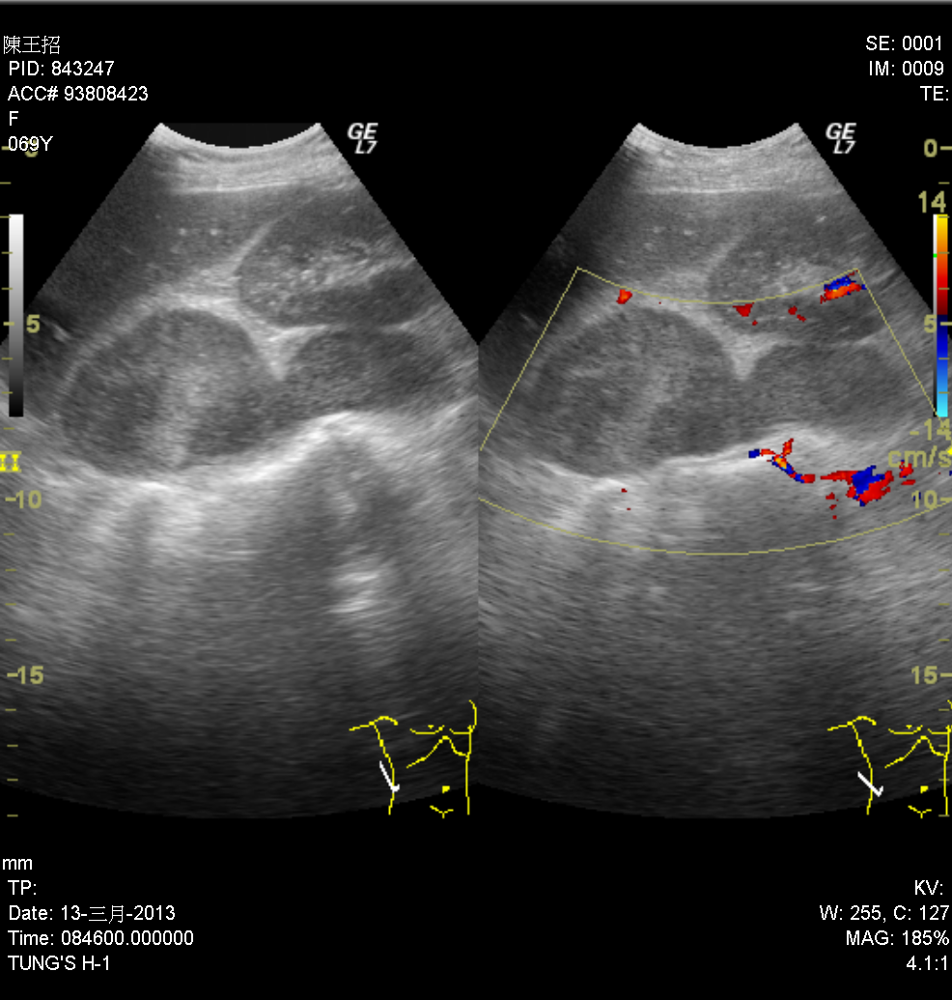 陳王招
PID: 843247
ACC# 93808423
F
069Y
SE: 0001
IM: 0009
TE:
GE
L7
GE
L7
0
14
5
5
-14
cm/s
10
10
15
15
mm
TP:
Date: 13-三月-2013
Time: 084600.000000
TUNG'S H-1
KV:
W: 255, C: 127
MAG: 185%
4.1:1